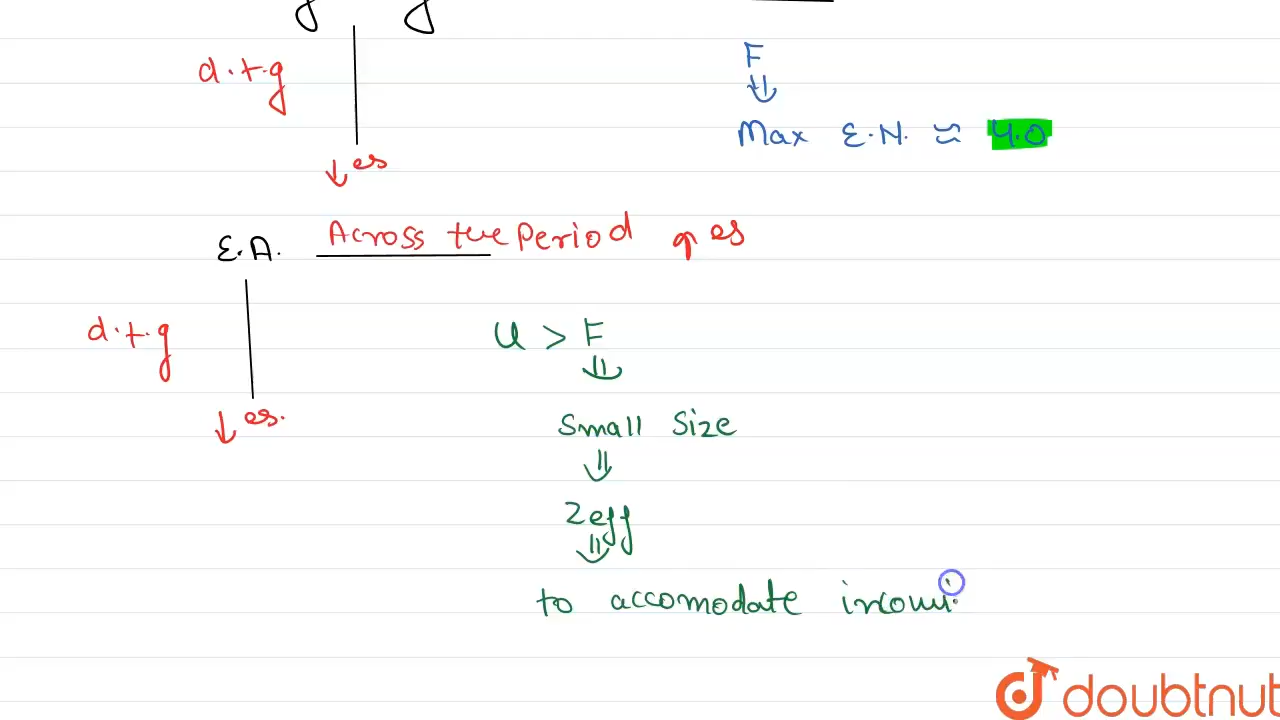 d.t.g
↓ es
F
⇓
Max E.N. ≈ 4.0
E.A. Across the Period ↑ es
d.t.g
↓ es.
Cl > F
⇓
Small Size
⇓
Zeff
⇓
to accomodate incomi
doubtnut